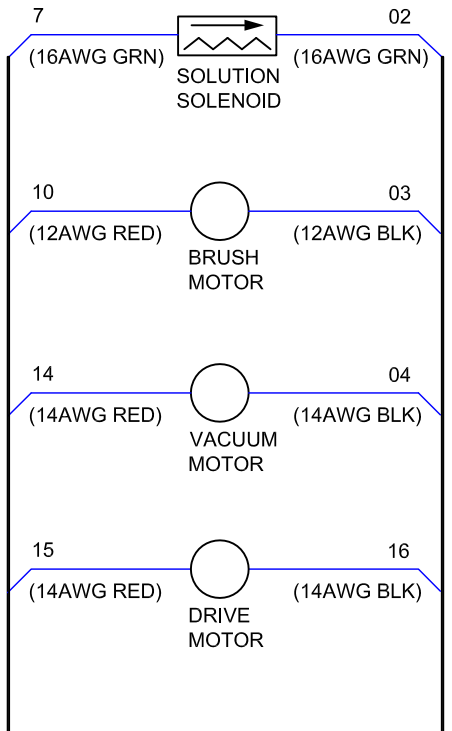 7 02
(16AWG GRN) (16AWG GRN)
SOLUTION
SOLENOID
10 03
(12AWG RED) (12AWG BLK)
BRUSH
MOTOR
14 04
(14AWG RED) (14AWG BLK)
VACUUM
MOTOR
15 16
(14AWG RED) (14AWG BLK)
DRIVE
MOTOR